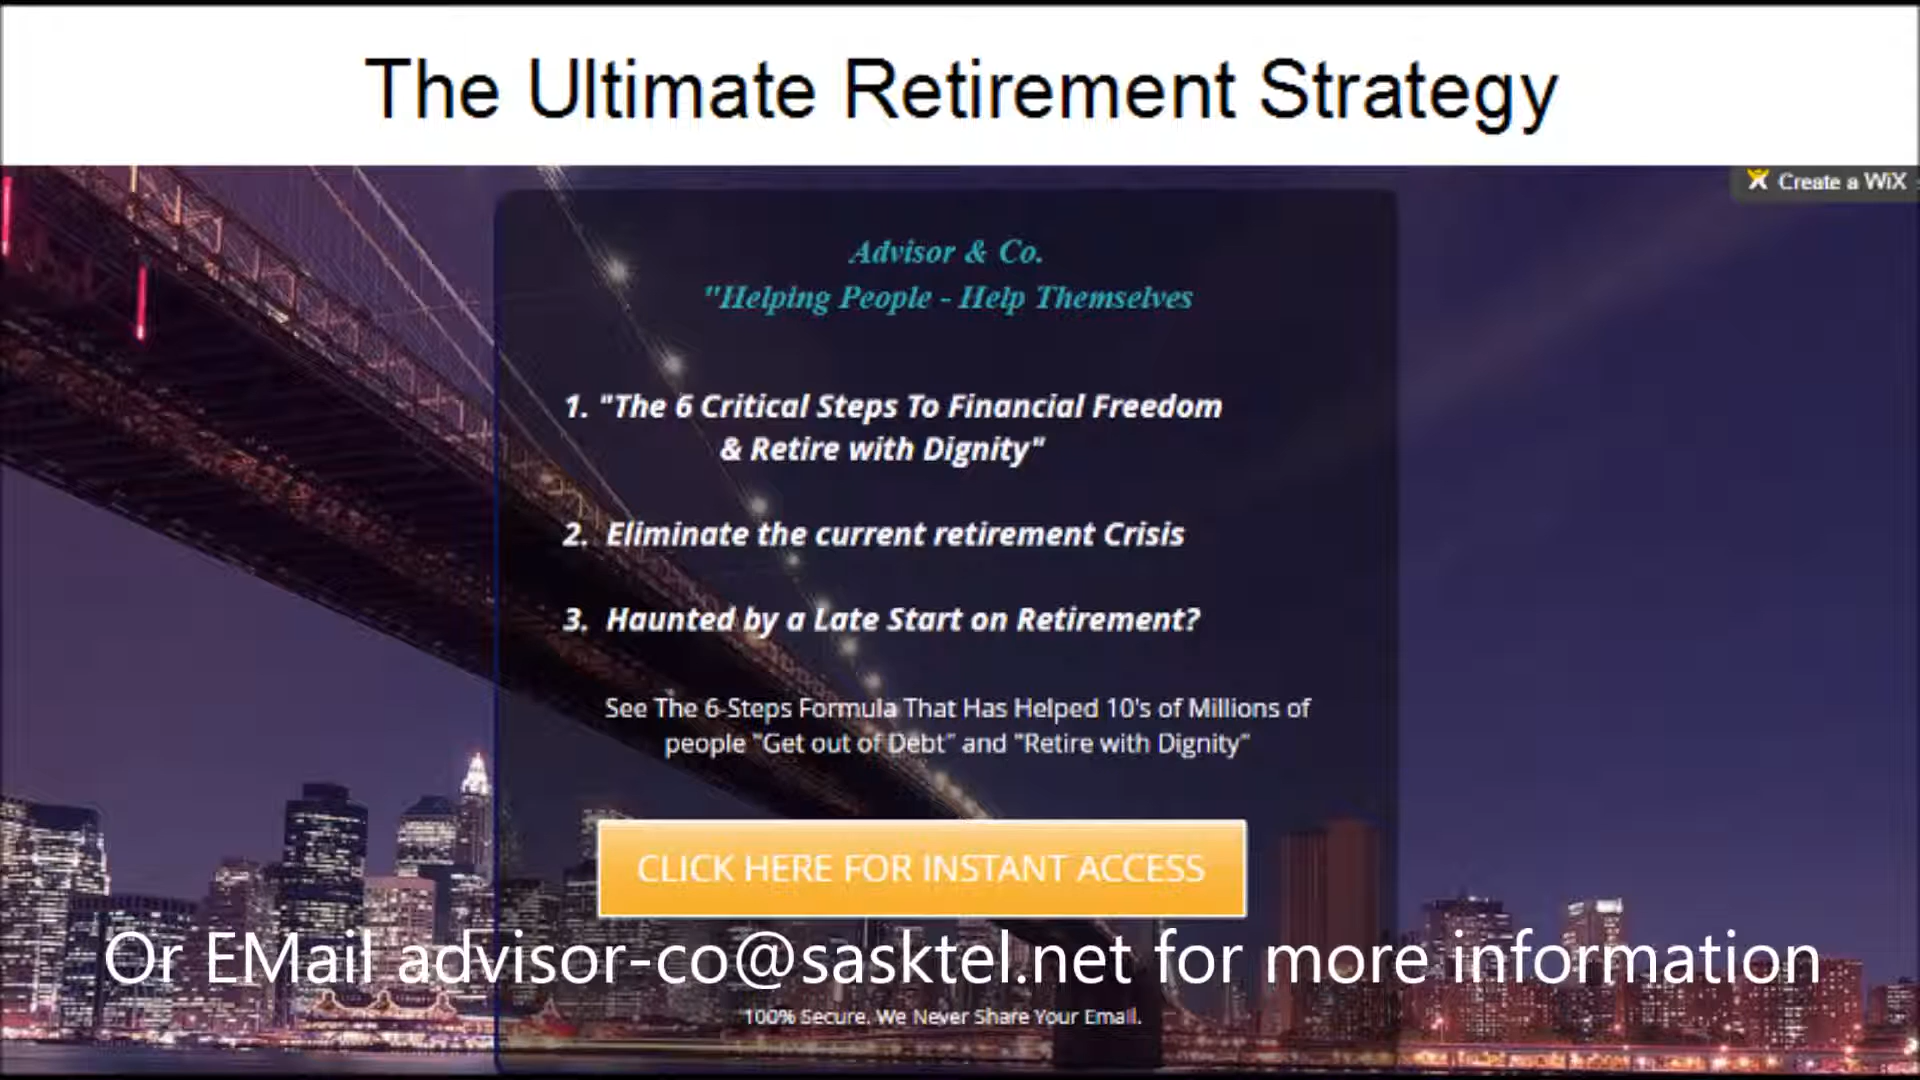 The Ultimate Retirement Strategy
Create a WiX
Advisor & Co.
"Helping People - Help Themselves
1. "The 6 Critical Steps To Financial Freedom
& Retire with Dignity"
2. Eliminate the current retirement Crisis
3. Haunted by a Late Start on Retirement?
See The 6-Steps Formula That Has Helped 10's of Millions of
people "Get out of Debt" and "Retire with Dignity"
CLICK HERE FOR INSTANT ACCESS
Or EMail advisor-co@sasktel.net for more information
100% Secure. We Never Share Your Email.